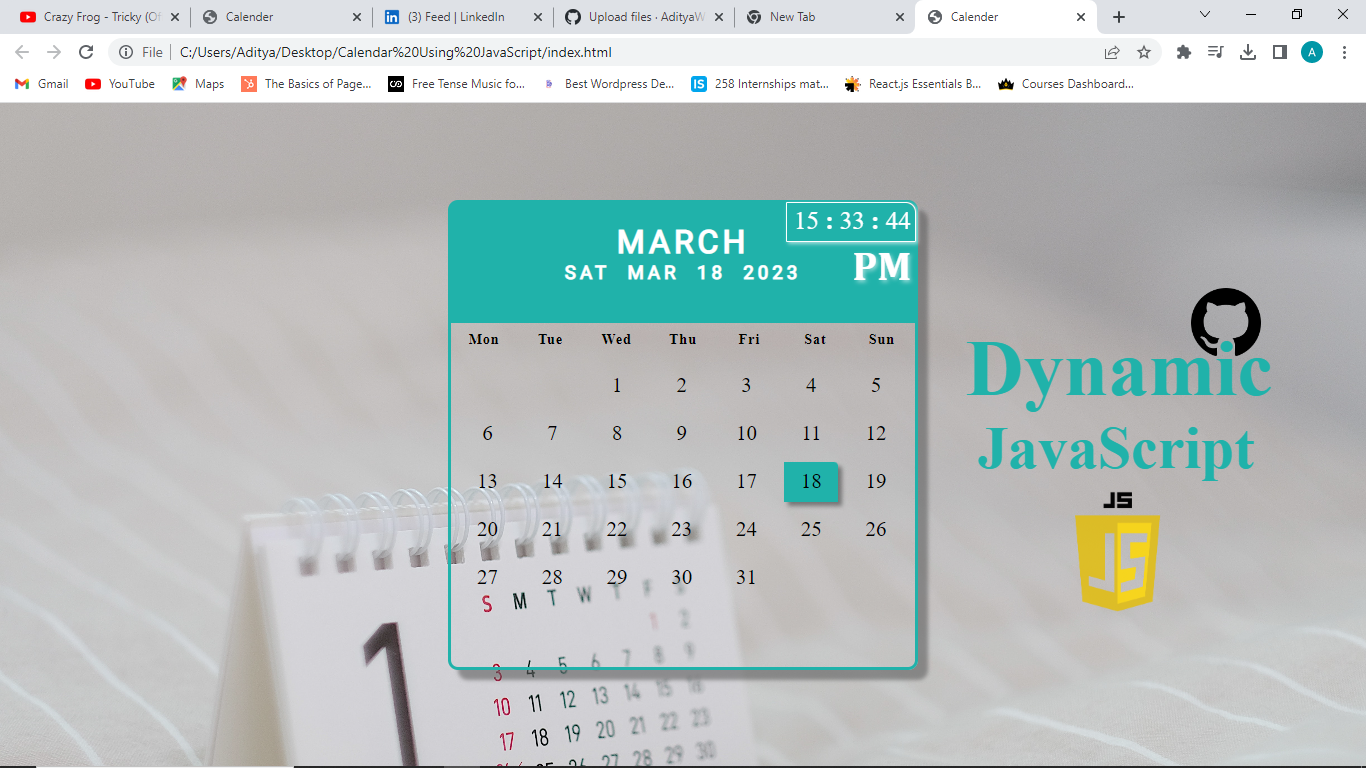 Crazy Frog - Tricky (Of
Calender
(3) Feed | LinkedIn
Upload files · AdityaW
New Tab
Calender
File
C:/Users/Aditya/Desktop/Calendar%20Using%20JavaScript/index.html
A
Gmail
YouTube
Maps
The Basics of Page...
Free Tense Music fo...
Best Wordpress De...
IS
258 Internships mat...
React.js Essentials B...
Courses Dashboard...
15 : 33 : 44
MARCH
PM
SAT MAR 18 2023
Mon Tue Wed Thu Fri Sat Sun
1 2 3 4 5
6 7 8 9 10 11 12
13 14 15 16 17 18 19
20 21 22 23 24 25 26
27 28 29 30 31
Dynamic
JavaScript
JS
JS
S M T W T F S
1 2
1
3 4 5 6 7 8 9
10 11 12 13 14 15 16
17 18 19 20 21 22 23
25 26 27 28 29 30